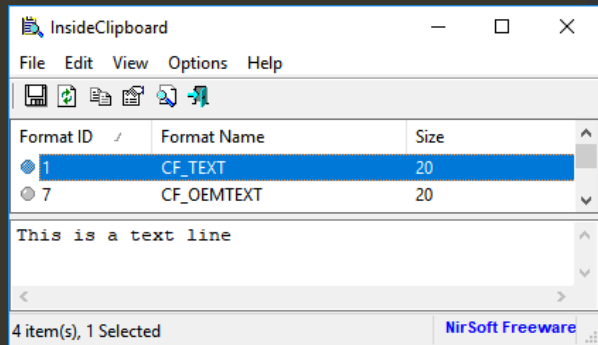 InsideClipboard
File Edit View Options Help
Format ID Format Name Size
1 CF_TEXT 20
7 CF_OEMTEXT 20
This is a text line
4 item(s), 1 Selected NirSoft Freeware